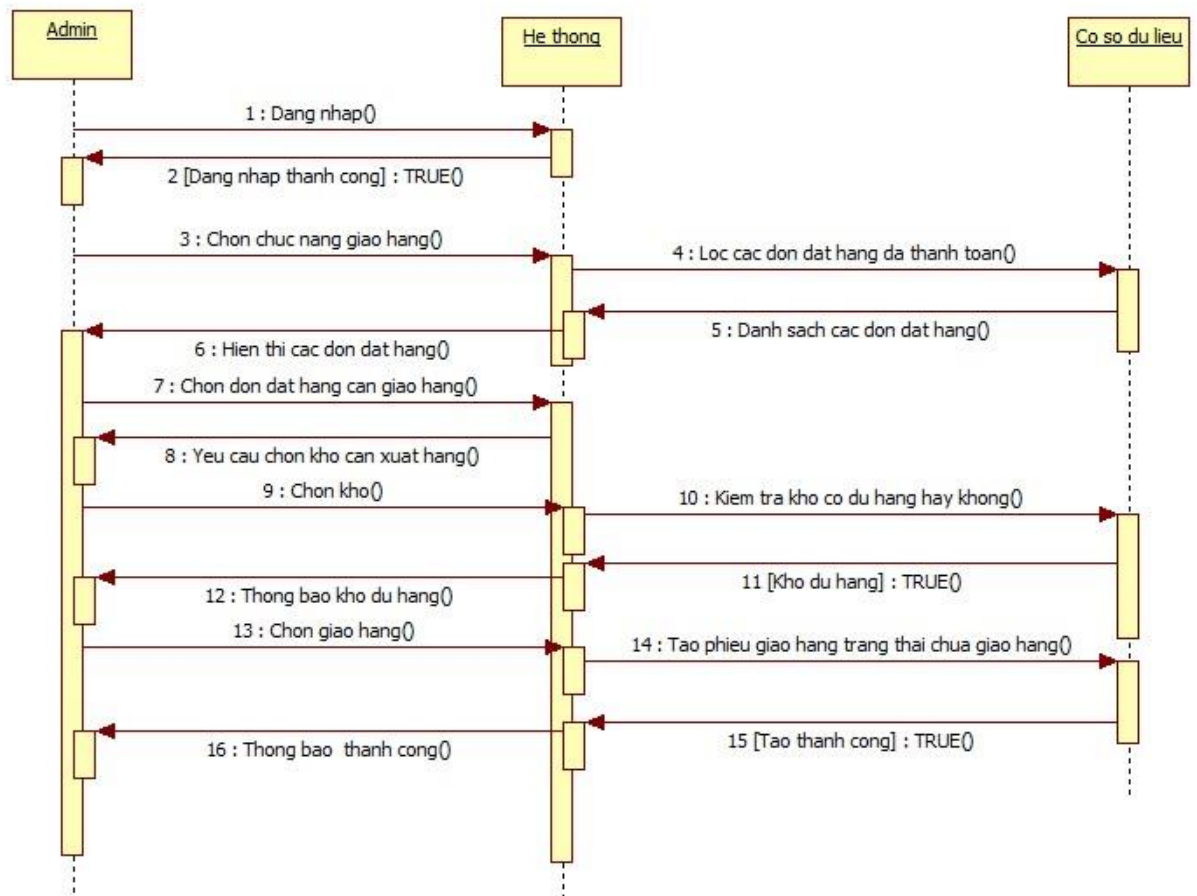 Admin
He thong
Co so du lieu
1 : Dang nhap()
2 [Dang nhap thanh cong] : TRUE()
3 : Chon chuc nang giao hang()
4 : Loc cac don dat hang da thanh toan()
5 : Danh sach cac don dat hang()
6 : Hien thi cac don dat hang()
7 : Chon don dat hang can giao hang()
8 : Yeu cau chon kho can xuat hang()
9 : Chon kho()
10 : Kiem tra kho co du hang hay khong()
11 [Kho du hang] : TRUE()
12 : Thong bao kho du hang()
13 : Chon giao hang()
14 : Tao phieu giao hang trang thai chua giao hang()
15 [Tao thanh cong] : TRUE()
16 : Thong bao  thanh cong()